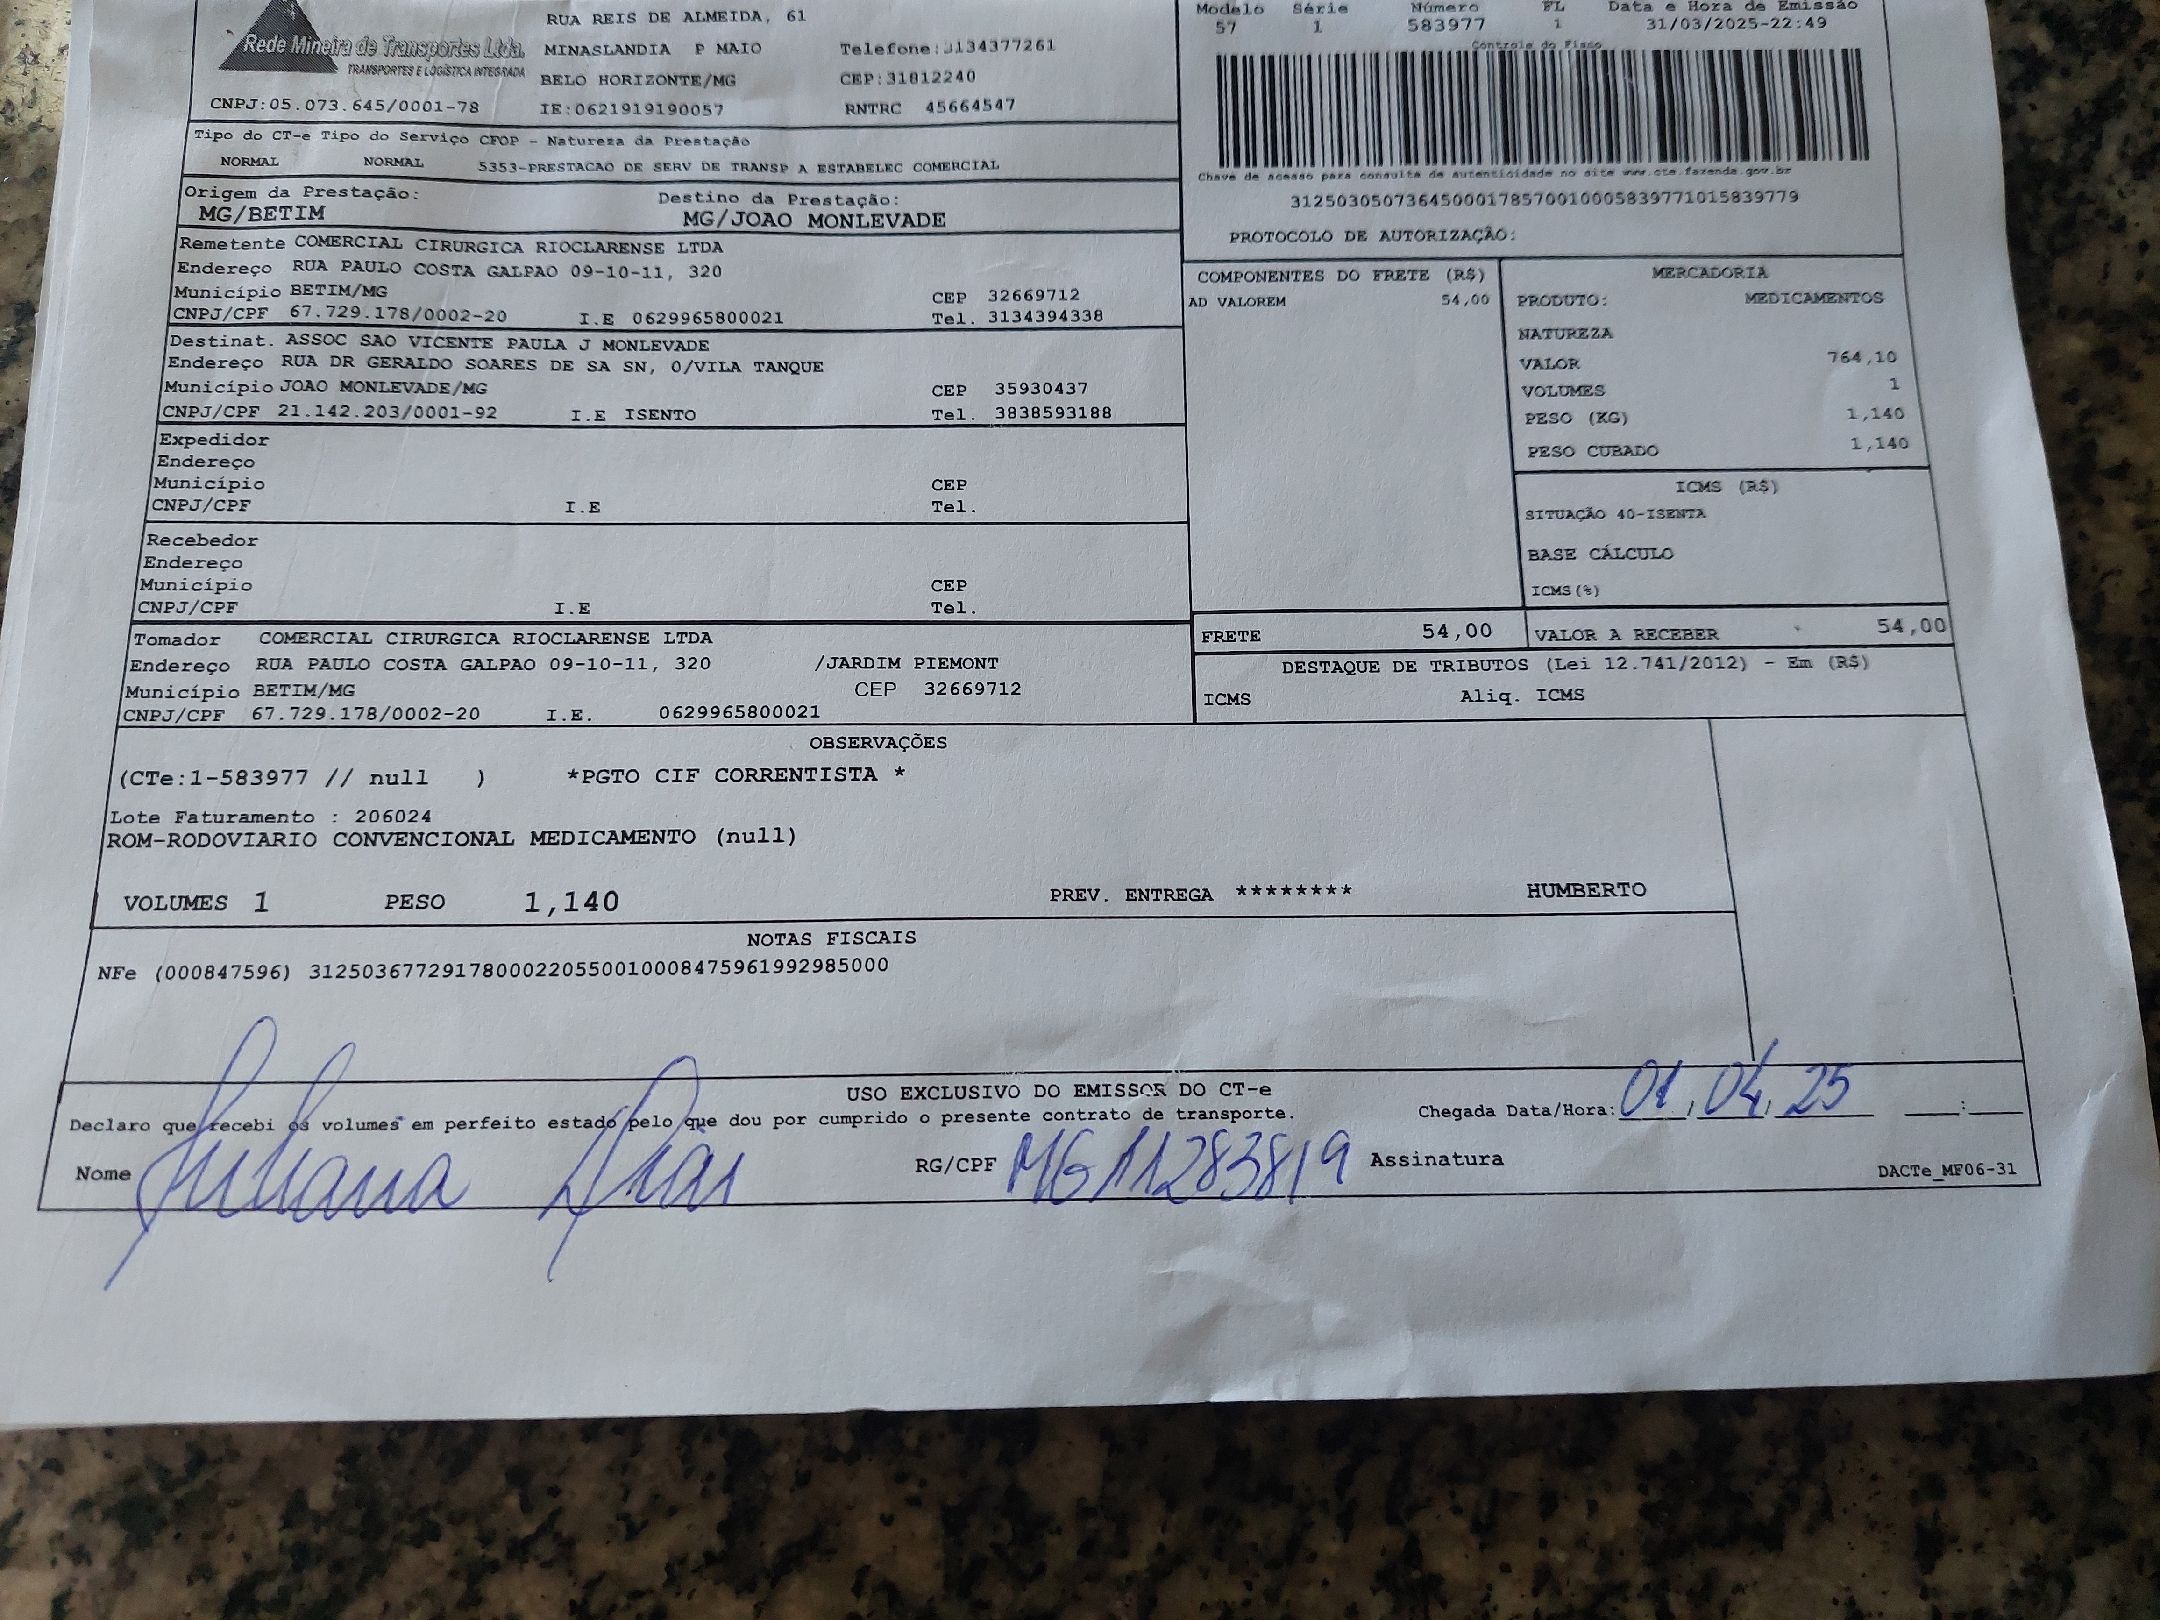 Rede Mineira de Transportes Ltda.
TRANSPORTES E LOGÍSTICA INTEGRADA
CNPJ:05.073.645/0001-78
RUA REIS DE ALMEIDA, 61
MINASLANDIA P MAIO Telefone:3134377261
BELO HORIZONTE/MG CEP:31812240
IE:0621919190057 RNTRC 45664547
Modelo Série Número FL Data e Hora de Emissão
57 1 583977 1 31/03/2025-22:49
Controle do Fisco
Chave de acesso para consulta de autenticidade no site www.cte.fazenda.gov.br
31250305073645000178570010005839771015839779
PROTOCOLO DE AUTORIZAÇÃO:
Tipo do CT-e Tipo do Serviço CFOP - Natureza da Prestação
NORMAL NORMAL 5353-PRESTACAO DE SERV DE TRANSP A ESTABELEC COMERCIAL
Origem da Prestação: Destino da Prestação:
MG/BETIM MG/JOAO MONLEVADE
Remetente COMERCIAL CIRURGICA RIOCLARENSE LTDA
Endereço RUA PAULO COSTA GALPAO 09-10-11, 320
Município BETIM/MG CEP 32669712
CNPJ/CPF 67.729.178/0002-20 I.E 0629965800021 Tel. 3134394338
Destinat. ASSOC SAO VICENTE PAULA J MONLEVADE
Endereço RUA DR GERALDO SOARES DE SA SN, 0/VILA TANQUE
Município JOAO MONLEVADE/MG CEP 35930437
CNPJ/CPF 21.142.203/0001-92 I.E ISENTO Tel. 3838593188
Expedidor
Endereço
Município CEP
CNPJ/CPF I.E Tel.
Recebedor
Endereço
Município CEP
CNPJ/CPF I.E Tel.
Tomador COMERCIAL CIRURGICA RIOCLARENSE LTDA
Endereço RUA PAULO COSTA GALPAO 09-10-11, 320 /JARDIM PIEMONT
Município BETIM/MG CEP 32669712
CNPJ/CPF 67.729.178/0002-20 I.E. 0629965800021
COMPONENTES DO FRETE (R$)
AD VALOREM 54,00
MERCADORIA
PRODUTO: MEDICAMENTOS
NATUREZA
VALOR 764,10
VOLUMES 1
PESO (KG) 1,140
PESO CUBADO 1,140
ICMS (R$)
SITUAÇÃO 40-ISENTA
BASE CÁLCULO
ICMS(%)
FRETE 54,00 VALOR A RECEBER 54,00
DESTAQUE DE TRIBUTOS (Lei 12.741/2012) - Em (R$)
ICMS Aliq. ICMS
OBSERVAÇÕES
(CTe:1-583977 // null ) *PGTO CIF CORRENTISTA *
Lote Faturamento : 206024
ROM-RODOVIARIO CONVENCIONAL MEDICAMENTO (null)
VOLUMES 1 PESO 1,140 PREV. ENTREGA ******** HUMBERTO
NOTAS FISCAIS
NFe (000847596) 31250367729178000220550010008475961992985000
USO EXCLUSIVO DO EMISSOR DO CT-e
Declaro que recebi os volumes em perfeito estado pelo que dou por cumprido o presente contrato de transporte. Chegada Data/Hora: 01/04/25 __:__
Nome RG/CPF MG11283819 Assinatura
DACTe_MF06-31